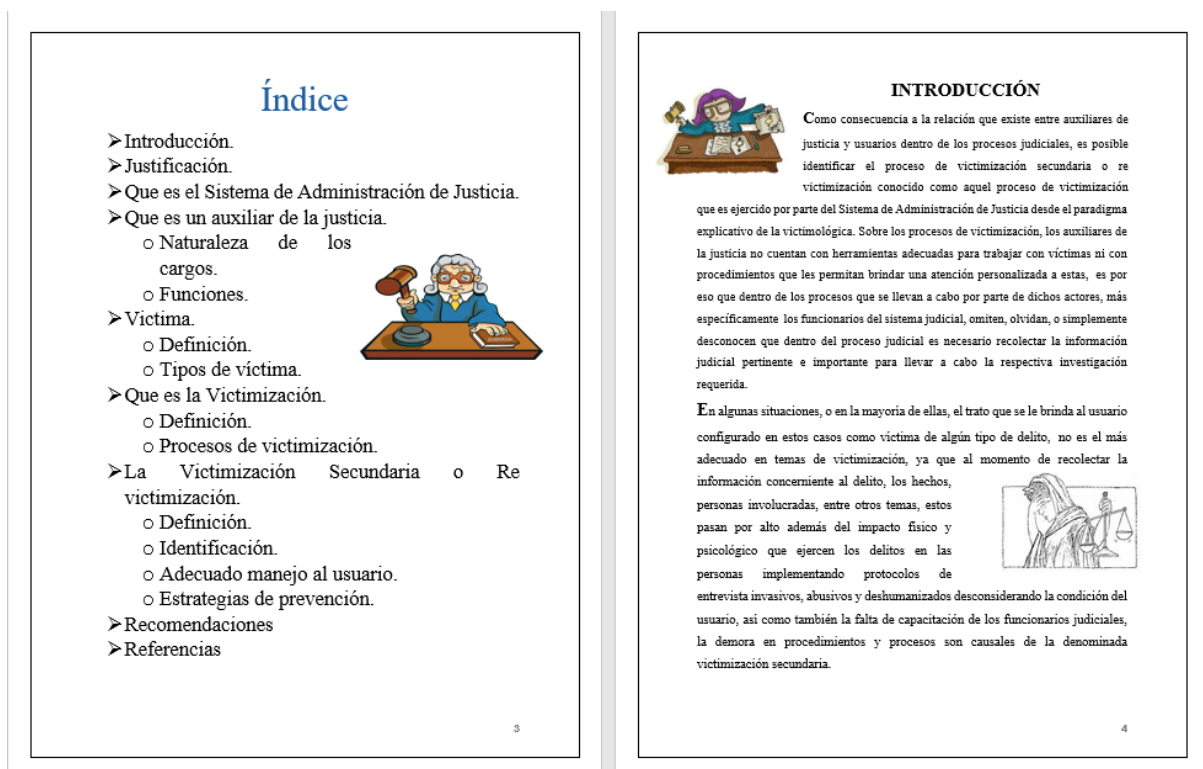 Índice
➢Introducción.
➢Justificación.
➢Que es el Sistema de Administración de Justicia.
➢Que es un auxiliar de la justicia.
o Naturaleza de los
cargos.
o Funciones.
➢Victima.
o Definición.
o Tipos de víctima.
➢Que es la Victimización.
o Definición.
o Procesos de victimización.
➢La Victimización Secundaria o Re
victimización.
o Definición.
o Identificación.
o Adecuado manejo al usuario.
o Estrategias de prevención.
➢Recomendaciones
➢Referencias
3
INTRODUCCIÓN
Como consecuencia a la relación que existe entre auxiliares de
justicia y usuarios dentro de los procesos judiciales, es posible
identificar el proceso de victimización secundaria o re
victimización conocido como aquel proceso de victimización
que es ejercido por parte del Sistema de Administración de Justicia desde el paradigma
explicativo de la victimológica. Sobre los procesos de victimización, los auxiliares de
la justicia no cuentan con herramientas adecuadas para trabajar con víctimas ni con
procedimientos que les permitan brindar una atención personalizada a estas, es por
eso que dentro de los procesos que se llevan a cabo por parte de dichos actores, más
específicamente los funcionarios del sistema judicial, omiten, olvidan, o simplemente
desconocen que dentro del proceso judicial es necesario recolectar la información
judicial pertinente e importante para llevar a cabo la respectiva investigación
requerida.
En algunas situaciones, o en la mayoría de ellas, el trato que se le brinda al usuario
configurado en estos casos como víctima de algún tipo de delito, no es el más
adecuado en temas de victimización, ya que al momento de recolectar la
información concerniente al delito, los hechos,
personas involucradas, entre otros temas, estos
pasan por alto además del impacto físico y
psicológico que ejercen los delitos en las
personas implementando protocolos de
entrevista invasivos, abusivos y deshumanizados desconsiderando la condición del
usuario, así como también la falta de capacitación de los funcionarios judiciales,
la demora en procedimientos y procesos son causales de la denominada
victimización secundaria.
4